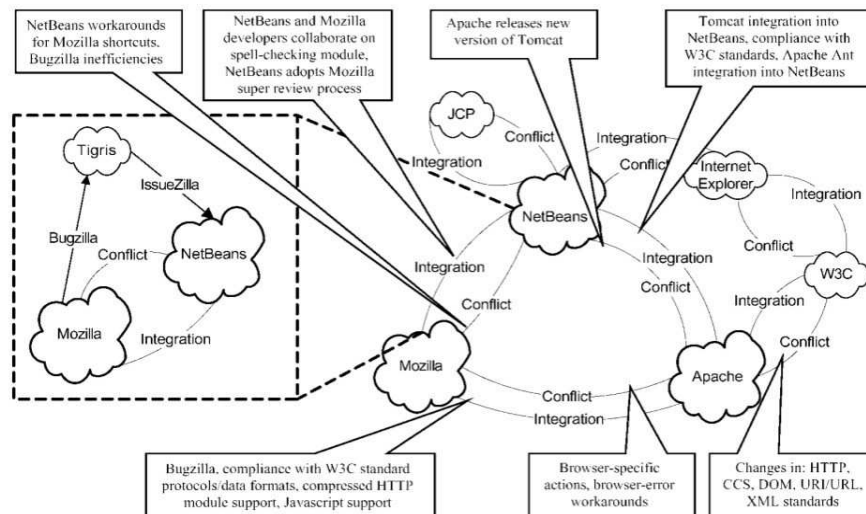 NetBeans workarounds
for Mozilla shortcuts,
Bugzilla inefficiencies
NetBeans and Mozilla
developers collaborate on
spell-checking module,
NetBeans adopts Mozilla
super review process
Apache releases new
version of Tomcat
Tomcat integration into
NetBeans, compliance with
W3C standards, Apache Ant
integration into NetBeans
JCP
Conflict
Integration
Integration
Conflict
Internet
Explorer
Integration
Conflict
W3C
Tigris
IssueZilla
Bugzilla
Conflict
NetBeans
Mozilla
Integration
NetBeans
Integration
Conflict
Integration
Conflict
Integration
Conflict
Mozilla
Apache
Conflict
Integration
Bugzilla, compliance with W3C standard
protocols/data formats, compressed HTTP
module support, Javascript support
Browser-specific
actions, browser-error
workarounds
Changes in: HTTP,
CCS, DOM, URI/URL,
XML standards